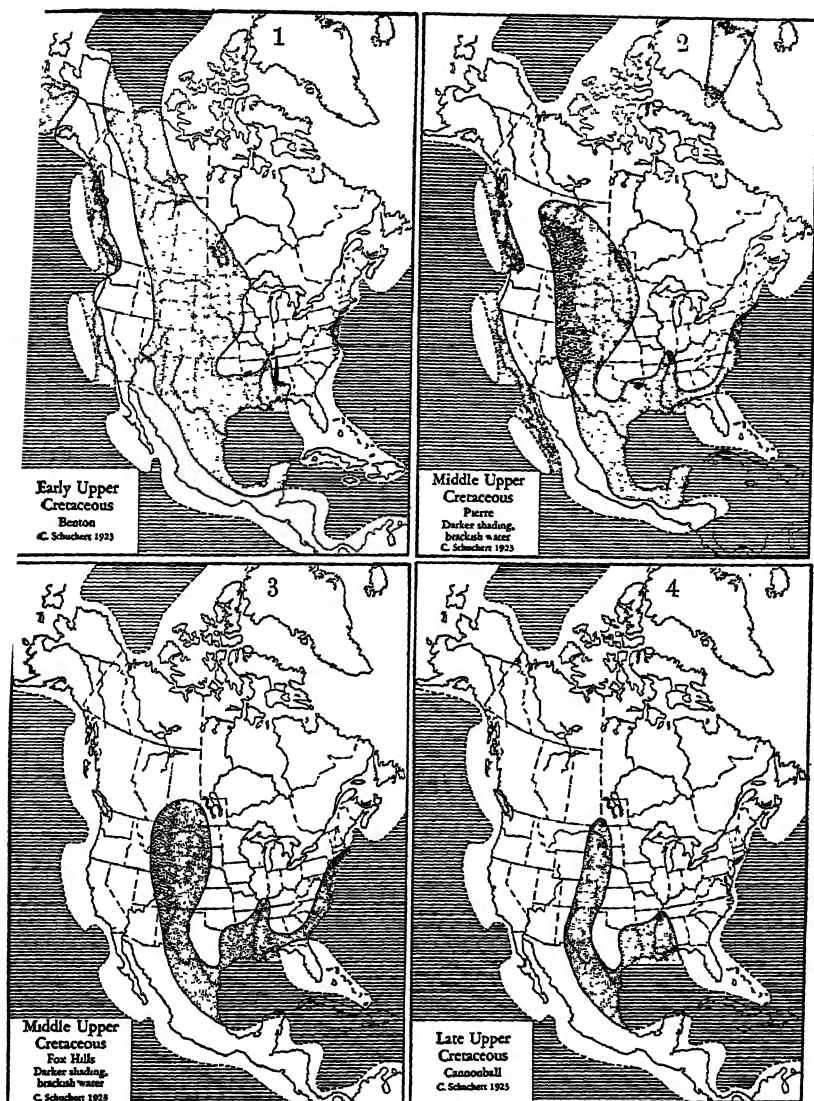 1
Early Upper
Cretaceous
Benton
C. Schuchert 1923
2
Middle Upper
Cretaceous
Pierre
Darker shading,
brackish water
C. Schuchert 1923
3
Middle Upper
Cretaceous
Fox Hills
Darker shading,
brackish water
C. Schuchert 1923
4
Late Upper
Cretaceous
Cannonball
C. Schuchert 1923